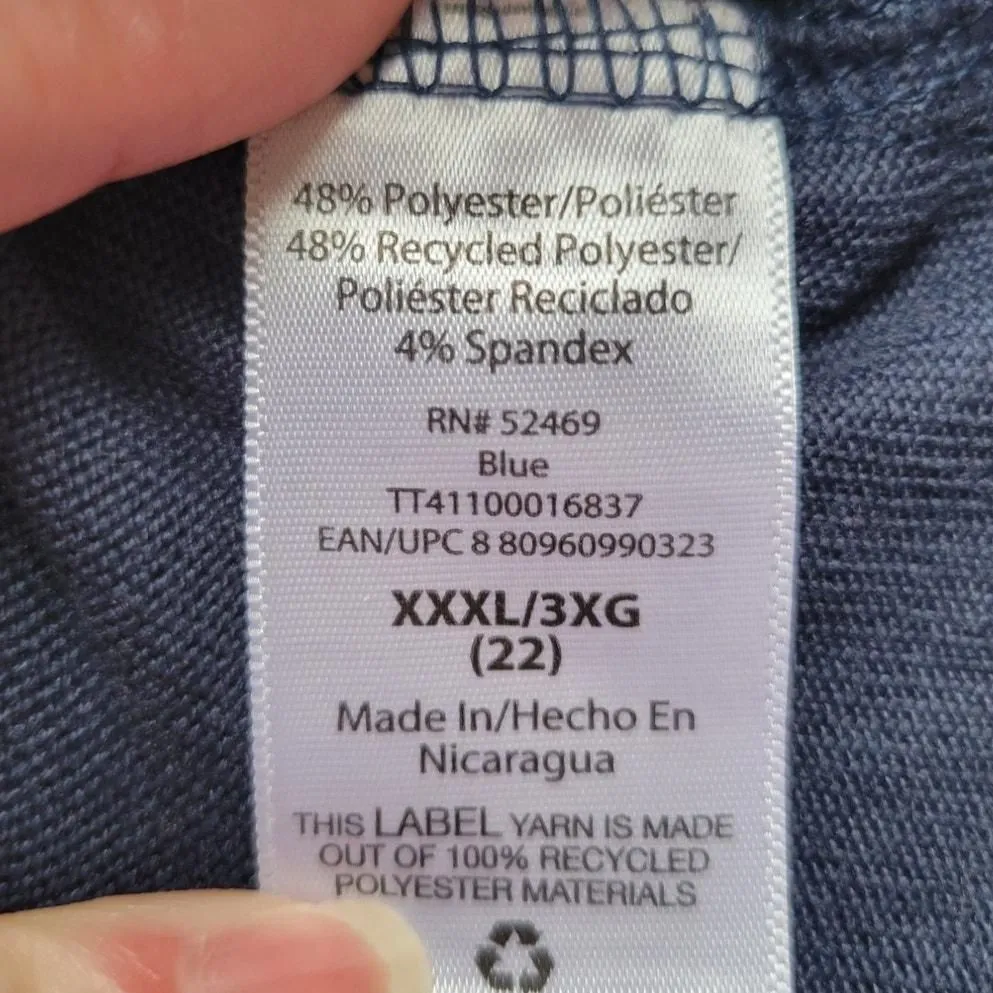 48% Polyester/Poliéster
48% Recycled Polyester/
Poliéster Reciclado
4% Spandex
RN# 52469
Blue
TT41100016837
EAN/UPC 8 80960990323
XXXL/3XG
(22)
Made In/Hecho En
Nicaragua
THIS LABEL YARN IS MADE
OUT OF 100% RECYCLED
POLYESTER MATERIALS